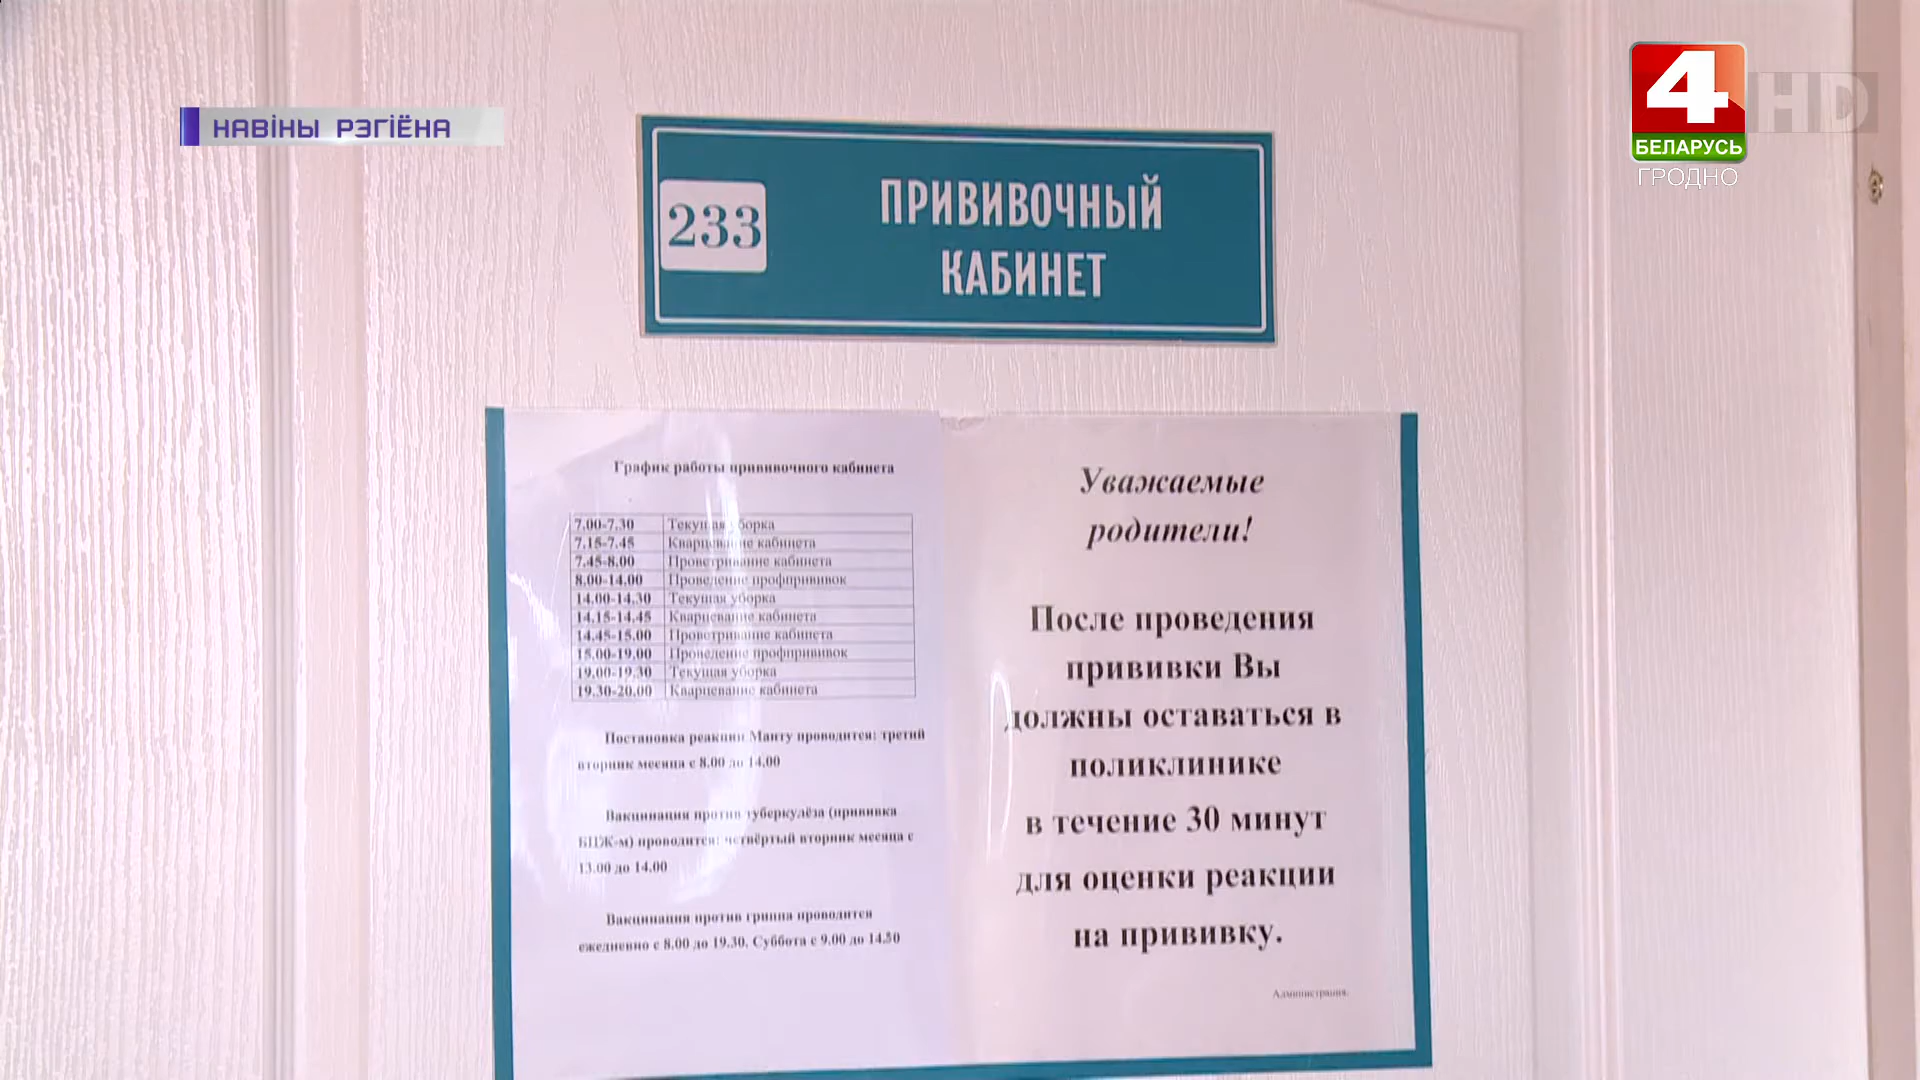 НАВІНЫ РЭГІЁНА
4 HD
БЕЛАРУСЬ
ГРОДНО
233
ПРИВИВОЧНЫЙ
КАБИНЕТ
График работы прививочного кабинета
7.00-7.30 Текущая уборка
7.15-7.45 Кварцевание кабинета
7.45-8.00 Проветривание кабинета
8.00-14.00 Проведение профпрививок
14.00-14.30 Текущая уборка
14.15-14.45 Кварцевание кабинета
14.45-15.00 Проветривание кабинета
15.00-19.00 Проведение профпрививок
19.00-19.30 Текущая уборка
19.30-20.00 Кварцевание кабинета
Постановка реакции Манту проводится: третий
вторник месяца с 8.00 до 14.00
Вакцинация против туберкулёза (прививка
БЦЖ-м) проводится: четвёртый вторник месяца с
13.00 до 14.00
Вакцинация против гриппа проводится
ежедневно с 8.00 до 19.30. Суббота с 9.00 до 14.30
Уважаемые
родители!
После проведения
прививки Вы
должны оставаться в
поликлинике
в течение 30 минут
для оценки реакции
на прививку.
Администрация.